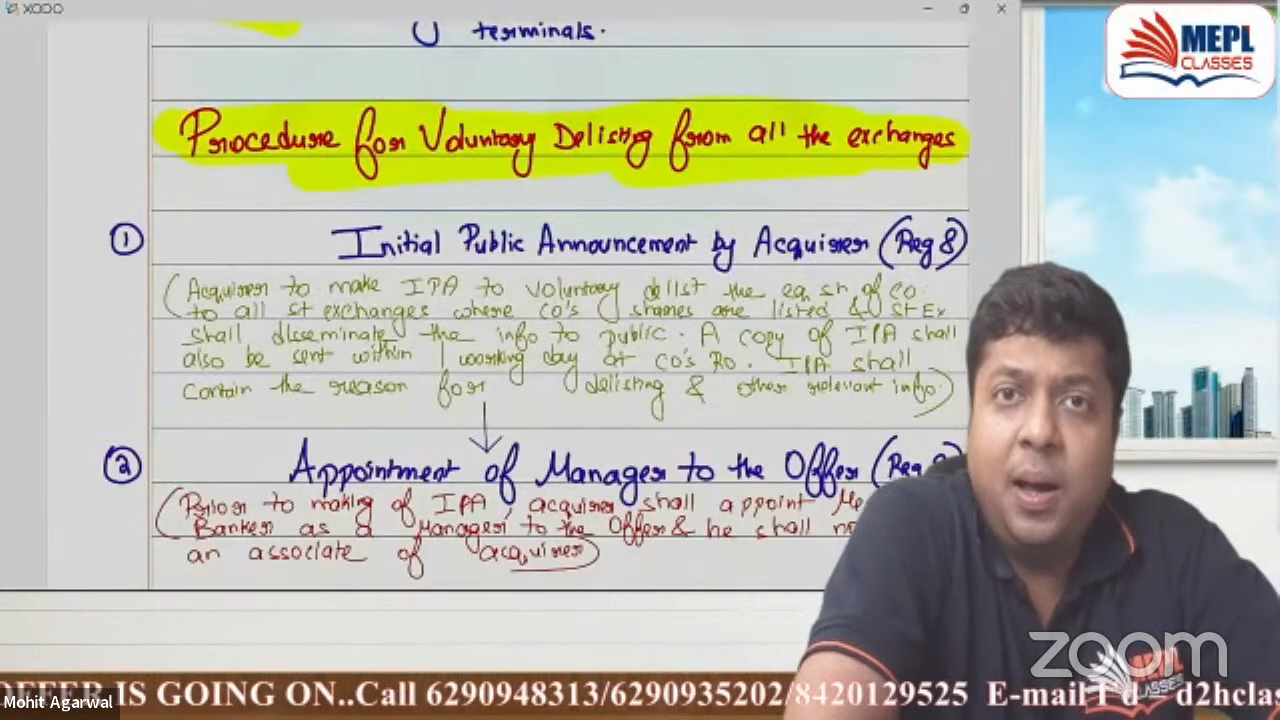 XODO
terminals.
MEPL
CLASSES
Procedure for Voluntary Delisting from all the exchanges
① Initial Public Announcement by Acquirer (Reg 8)
(Acquirer to make IPA to voluntary delist the eq sh of co.
to all st exchanges where co's shares are listed & St Ex
shall diseminate the info to public. A copy of IPA shall
also be sent within 1 working day at co's Ro. IPA shall
contain the reason for delisting & other relevant info.)
② Appointment of Manager to the Offer (Reg
(Prior to making of IPA, acquirer shall appoint
Banker as a Manager to the Offer & he shall
an associate of acquirer)
zoom
MEPL
CLASSES
OFFER IS GOING ON..Call 6290948313/6290935202/8420129525 E-mail
Mohit Agarwal